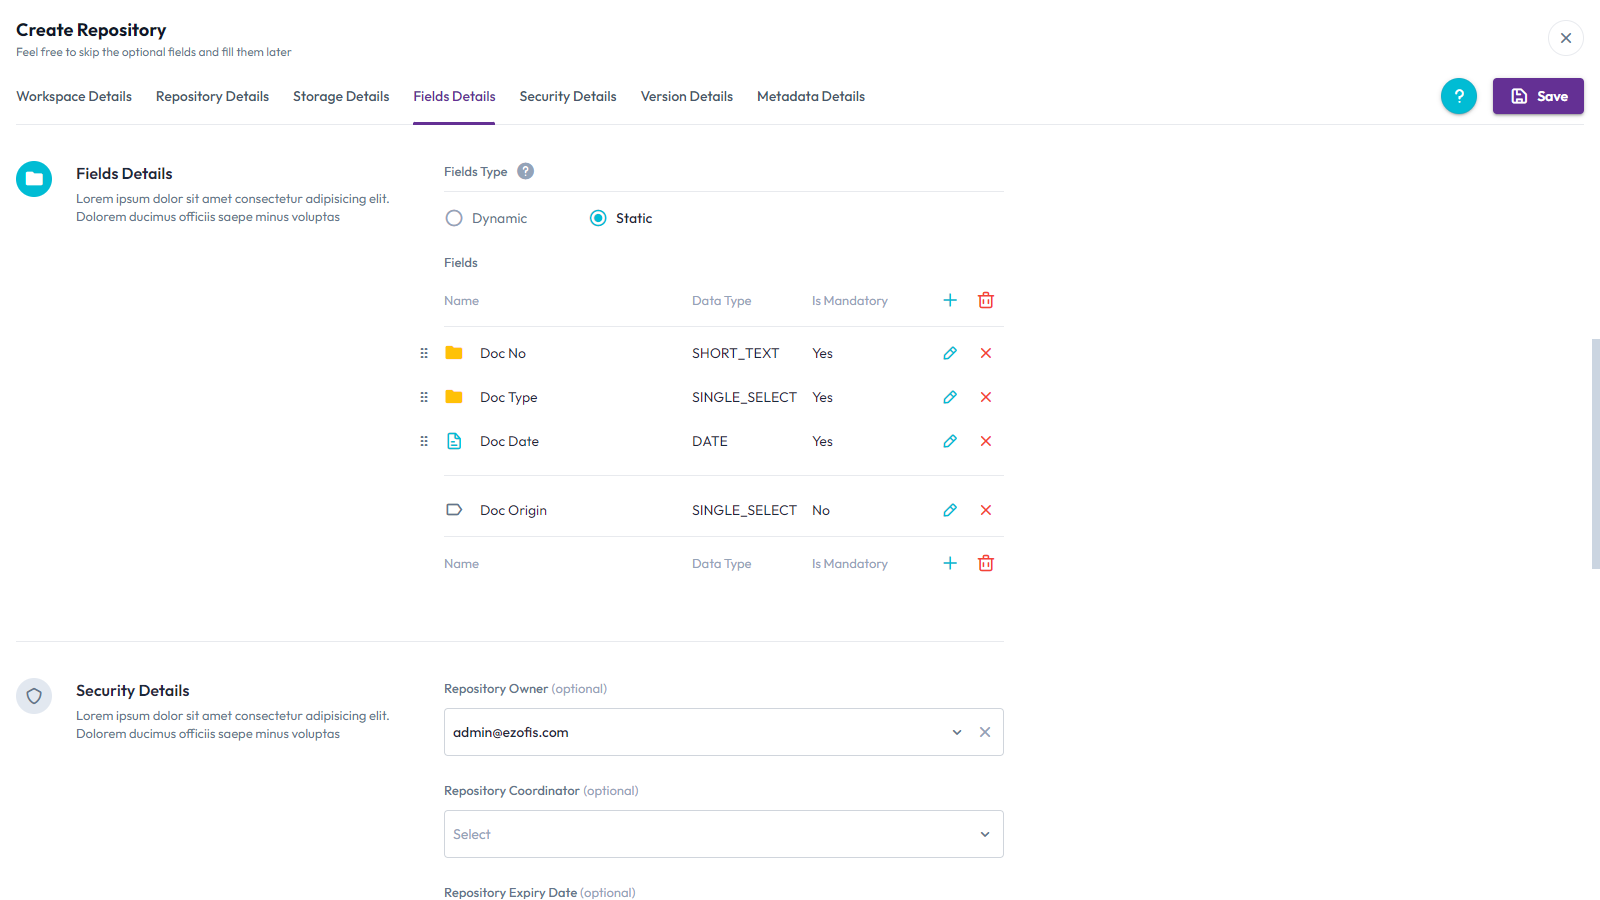 Create Repository
Feel free to skip the optional fields and fill them later
Workspace Details Repository Details Storage Details Fields Details Security Details Version Details Metadata Details ? Save
Fields Details
Lorem ipsum dolor sit amet consectetur adipisicing elit.
Dolorem ducimus officiis saepe minus voluptas
Fields Type ?
Dynamic Static
Fields
Name Data Type Is Mandatory
Doc No SHORT_TEXT Yes
Doc Type SINGLE_SELECT Yes
Doc Date DATE Yes
Doc Origin SINGLE_SELECT No
Name Data Type Is Mandatory
Security Details
Lorem ipsum dolor sit amet consectetur adipisicing elit.
Dolorem ducimus officiis saepe minus voluptas
Repository Owner (optional)
admin@ezofis.com
Repository Coordinator (optional)
Select
Repository Expiry Date (optional)